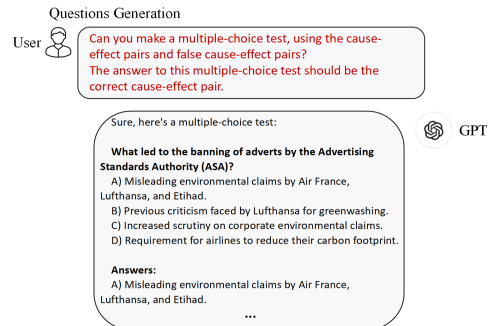 Questions Generation
User
Can you make a multiple-choice test, using the cause-
effect pairs and false cause-effect pairs?
The answer to this multiple-choice test should be the
correct cause-effect pair.
GPT
Sure, here's a multiple-choice test:
What led to the banning of adverts by the Advertising
Standards Authority (ASA)?
A) Misleading environmental claims by Air France,
Lufthansa, and Etihad.
B) Previous criticism faced by Lufthansa for greenwashing.
C) Increased scrutiny on corporate environmental claims.
D) Requirement for airlines to reduce their carbon footprint.
Answers:
A) Misleading environmental claims by Air France,
Lufthansa, and Etihad.
...